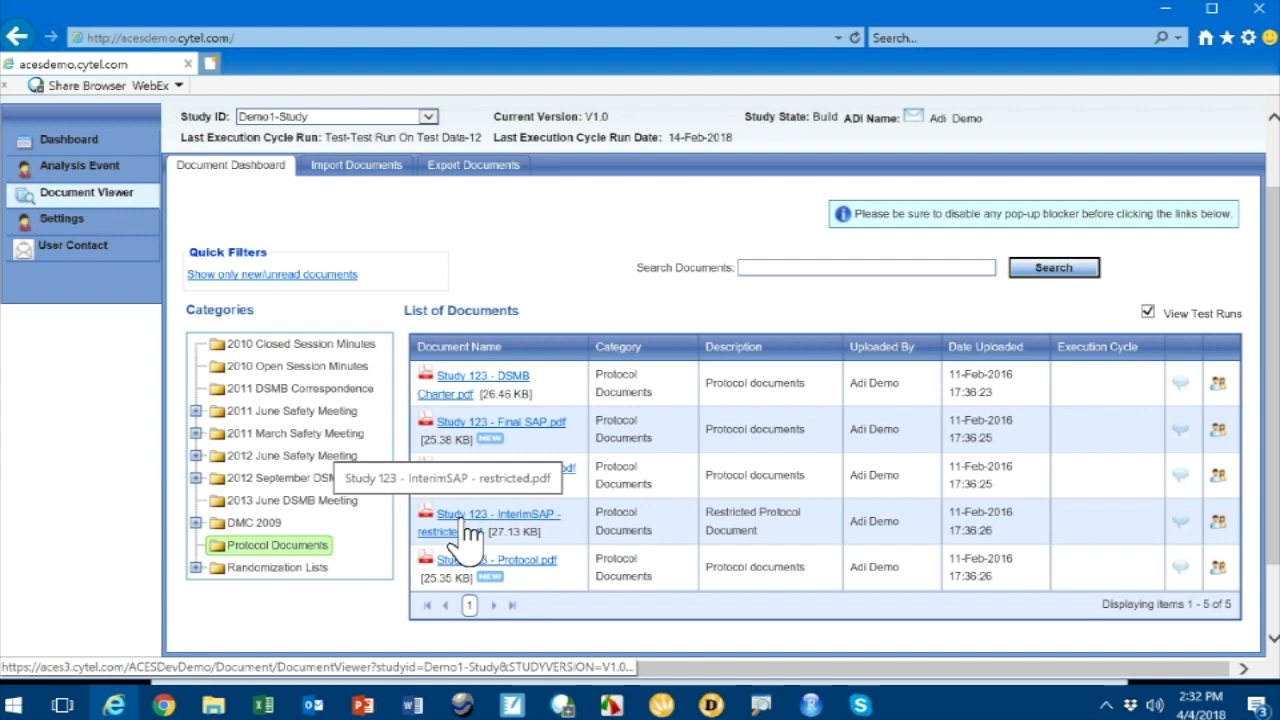 http://acesdemo.cytel.com/
Search...
acesdemo.cytel.com
Share Browser WebEx
Study ID: Demo1-Study Current Version: V1.0 Study State: Build ADI Name: Adi Demo
Last Execution Cycle Run: Test-Test Run On Test Data-12 Last Execution Cycle Run Date: 14-Feb-2018
Dashboard
Analysis Event
Document Viewer
Settings
User Contact
Document Dashboard Import Documents Export Documents
Please be sure to disable any pop-up blocker before clicking the links below.
Quick Filters
Show only new/unread documents
Search Documents: Search
Categories
List of Documents
View Test Runs
2010 Closed Session Minutes
2010 Open Session Minutes
2011 DSMB Correspondence
2011 June Safety Meeting
2011 March Safety Meeting
2012 June Safety Meeting
2012 September DSM
2013 June DSMB Meeting
DMC 2009
Protocol Documents
Randomization Lists
Document Name Category Description Uploaded By Date Uploaded Execution Cycle
Study 123 - DSMB Protocol Protocol documents Adi Demo 11-Feb-2016
Charter.pdf [26.46 KB] Documents 17:36:23
Study 123 - Final SAP.pdf Protocol Protocol documents Adi Demo 11-Feb-2016
[25.38 KB] NEW Documents 17:36:25
pdf Protocol Protocol documents Adi Demo 11-Feb-2016
Documents 17:36:25
Study 123 - InterimSAP - restricted.pdf
Study 123 - InterimSAP - Protocol Restricted Protocol Adi Demo 11-Feb-2016
[27.13 KB] Documents Document 17:36:26
- Protocol.pdf Protocol Protocol documents Adi Demo 11-Feb-2016
[25.35 KB] NEW Documents 17:36:26
1
Displaying items 1 - 5 of 5
https://aces3.cytel.com/ACESDevDemo/Document/DocumentViewer?studyid=Demo1-Study&STUDYVERSION=V1.0...
2:32 PM
4/4/2018
3